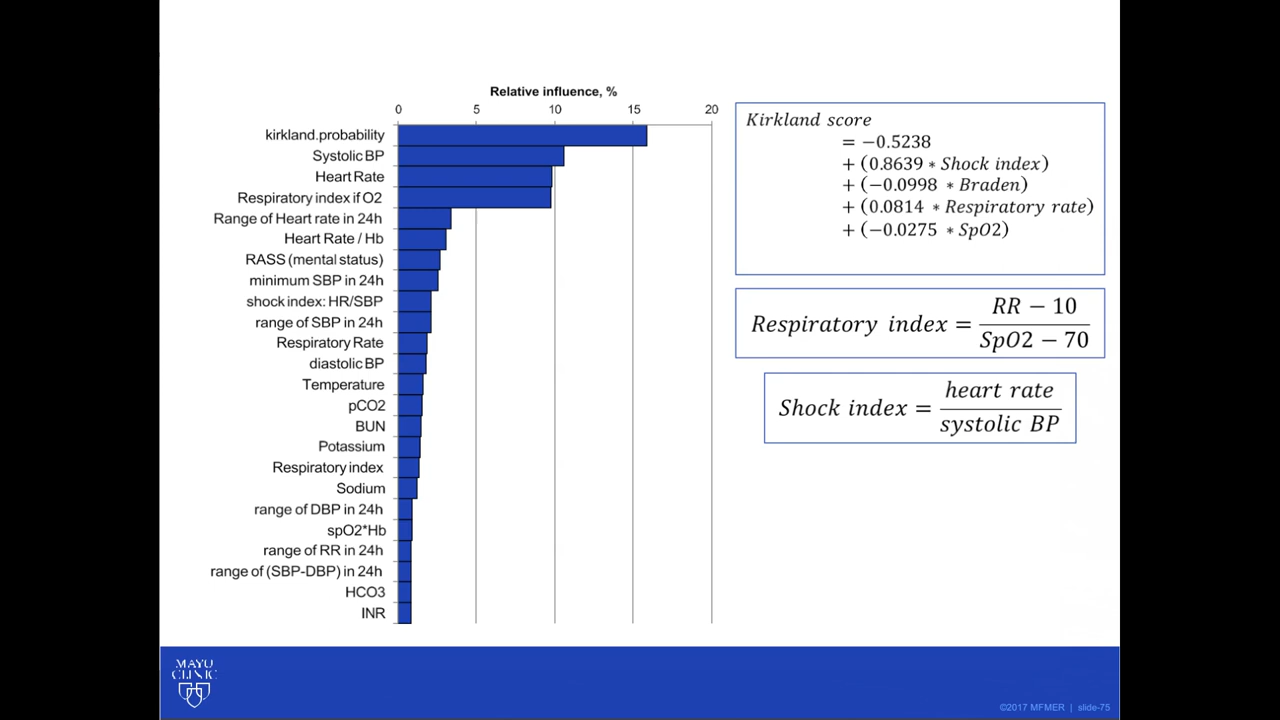 Relative influence, %
0 5 10 15 20
kirkland.probability
Systolic BP
Heart Rate
Respiratory index if O2
Range of Heart rate in 24h
Heart Rate / Hb
RASS (mental status)
minimum SBP in 24h
shock index: HR/SBP
range of SBP in 24h
Respiratory Rate
diastolic BP
Temperature
pCO2
BUN
Potassium
Respiratory index
Sodium
range of DBP in 24h
spO2*Hb
range of RR in 24h
range of (SBP-DBP) in 24h
HCO3
INR
Kirkland score
= −0.5238
+ (0.8639 ∗ Shock index)
+ (−0.0998 ∗ Braden)
+ (0.0814 ∗ Respiratory rate)
+ (−0.0275 ∗ SpO2)
Respiratory index = RR − 10
SpO2 − 70
Shock index = heart rate
systolic BP
MAYO
CLINIC
©2017 MFMER | slide-75